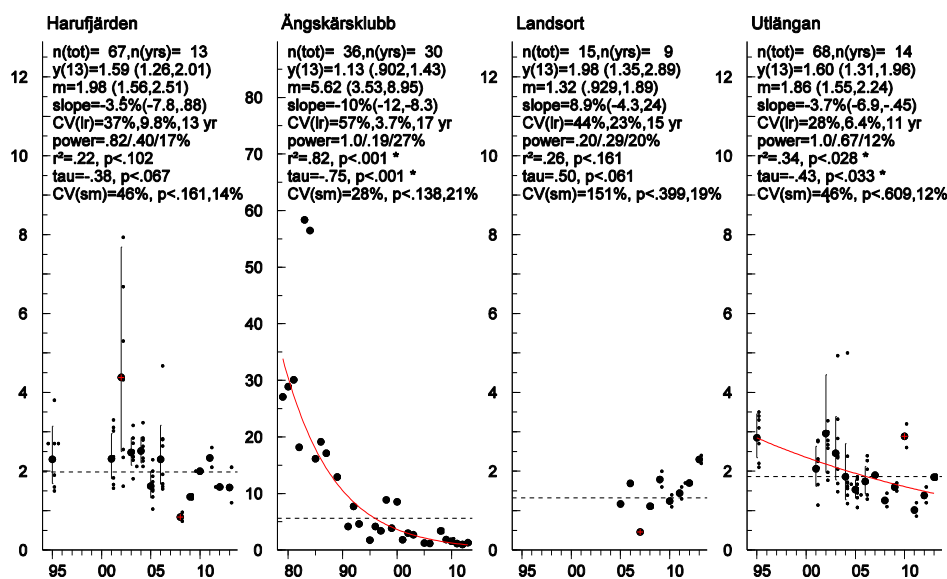 Harufjärden
n(tot)= 67,n(yrs)= 13
y(13)=1.59 (1.26,2.01)
m=1.98 (1.56,2.51)
slope=-3.5%(-7.8,.88)
CV(lr)=37%,9.8%,13 yr
power=.82/.40/17%
r²=.22, p<.102
tau=-.38, p<.067
CV(sm)=46%, p<.161,14%
12
10
8
6
4
2
0
95
00
05
10
Ängskärsklubb
n(tot)= 36,n(yrs)= 30
y(13)=1.13 (.902,1.43)
m=5.62 (3.53,8.95)
slope=-10%(-12,-8.3)
CV(lr)=57%,3.7%,17 yr
power=1.0/.19/27%
r²=.82, p<.001 *
tau=-.75, p<.001 *
CV(sm)=28%, p<.138,21%
80
70
60
50
40
30
20
10
0
80
90
00
10
Landsort
n(tot)= 15,n(yrs)= 9
y(13)=1.98 (1.35,2.89)
m=1.32 (.929,1.89)
slope=8.9%(-4.3,24)
CV(lr)=44%,23%,15 yr
power=.20/.29/20%
r²=.26, p<.161
tau=.50, p<.061
CV(sm)=151%, p<.399,19%
12
10
8
6
4
2
0
95
00
05
10
Utlängan
n(tot)= 68,n(yrs)= 14
y(13)=1.60 (1.31,1.96)
m=1.86 (1.55,2.24)
slope=-3.7%(-6.9,-.45)
CV(lr)=28%,6.4%,11 yr
power=1.0/.67/12%
r²=.34, p<.028 *
tau=-.43, p<.033 *
CV(sm)=46%, p<.609,12%
12
10
8
6
4
2
0
95
00
05
10